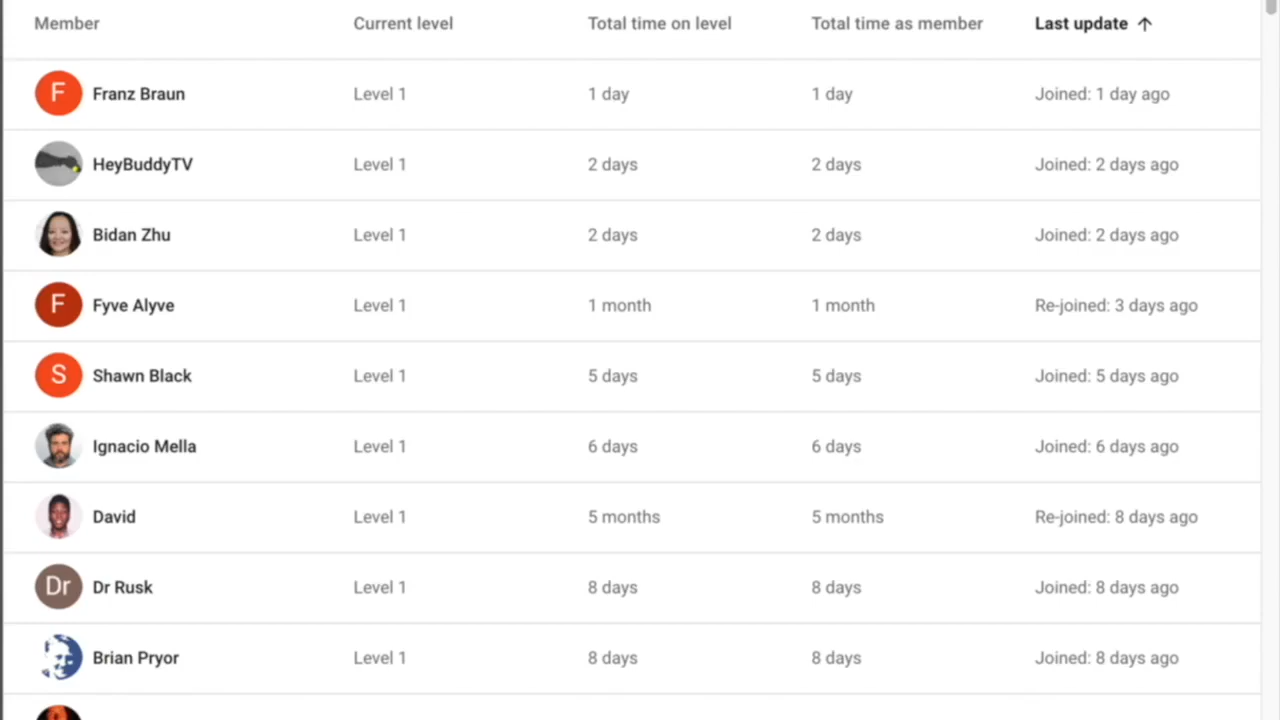 Member Current level Total time on level Total time as member Last update ↑
F Franz Braun Level 1 1 day 1 day Joined: 1 day ago
HeyBuddyTV Level 1 2 days 2 days Joined: 2 days ago
Bidan Zhu Level 1 2 days 2 days Joined: 2 days ago
F Fyve Alyve Level 1 1 month 1 month Re-joined: 3 days ago
S Shawn Black Level 1 5 days 5 days Joined: 5 days ago
Ignacio Mella Level 1 6 days 6 days Joined: 6 days ago
David Level 1 5 months 5 months Re-joined: 8 days ago
Dr Dr Rusk Level 1 8 days 8 days Joined: 8 days ago
Brian Pryor Level 1 8 days 8 days Joined: 8 days ago